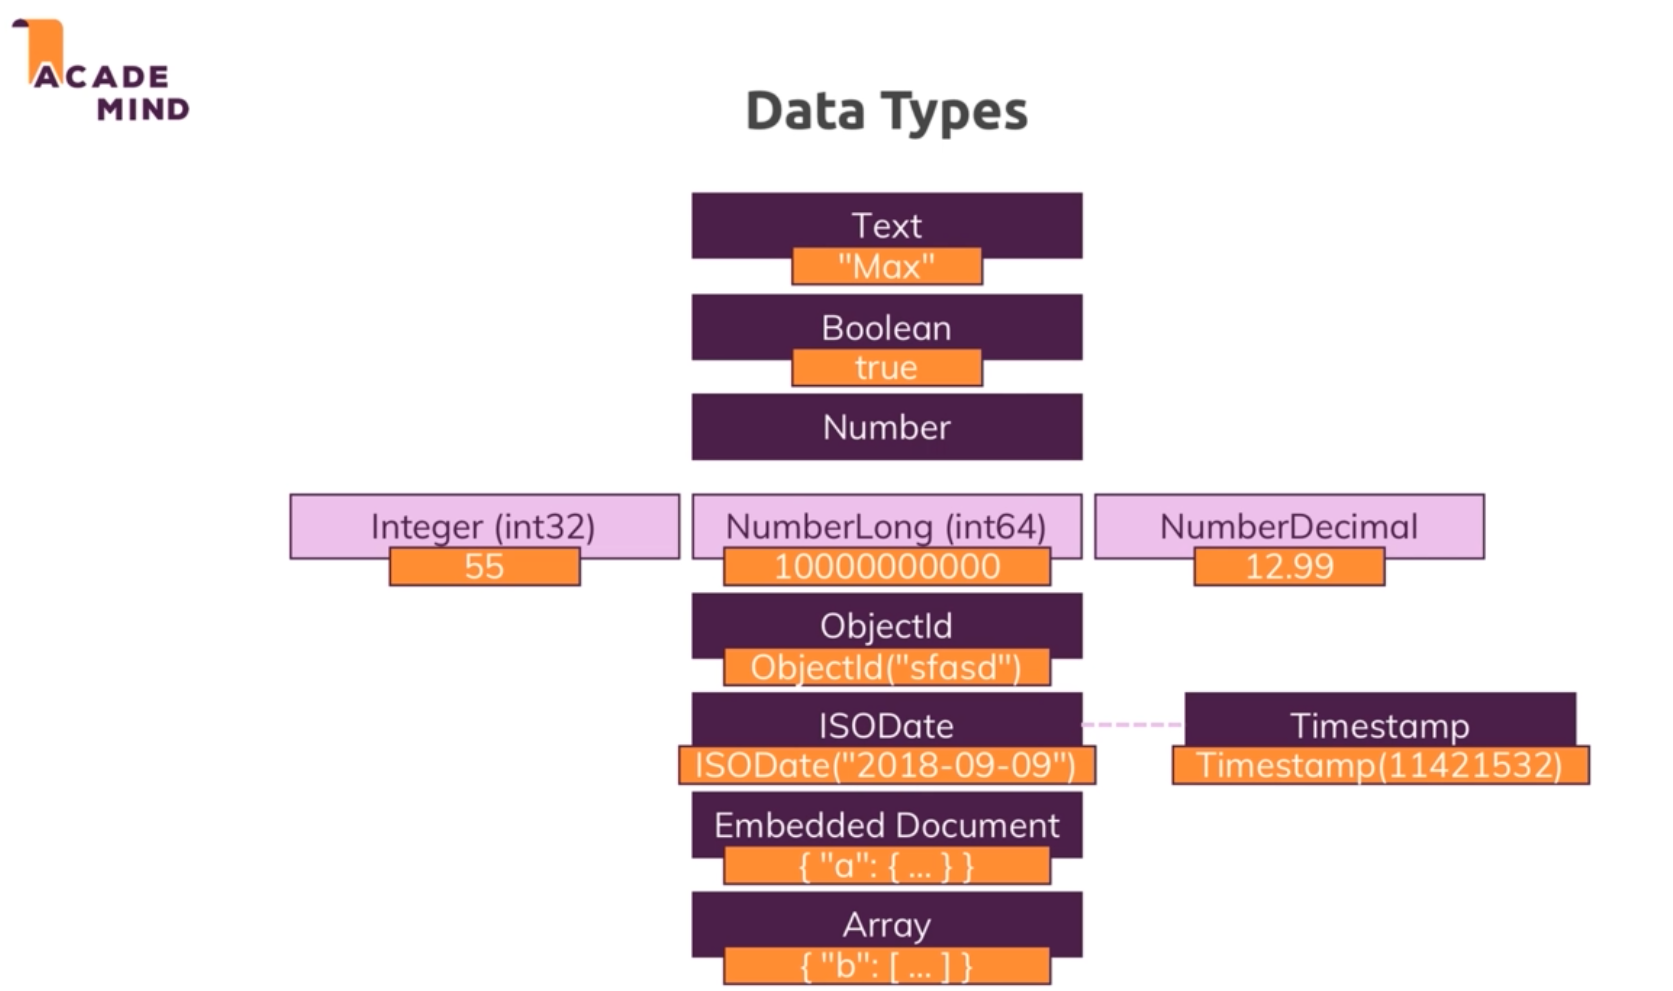 ACADE
MIND
Data Types
Text
"Max"
Boolean
true
Number
Integer (int32)
55
NumberLong (int64)
10000000000
NumberDecimal
12.99
ObjectId
ObjectId("sfasd")
ISODate
ISODate("2018-09-09")
Timestamp
Timestamp(11421532)
Embedded Document
{ "a": { ... } }
Array
{ "b": [ ... ] }